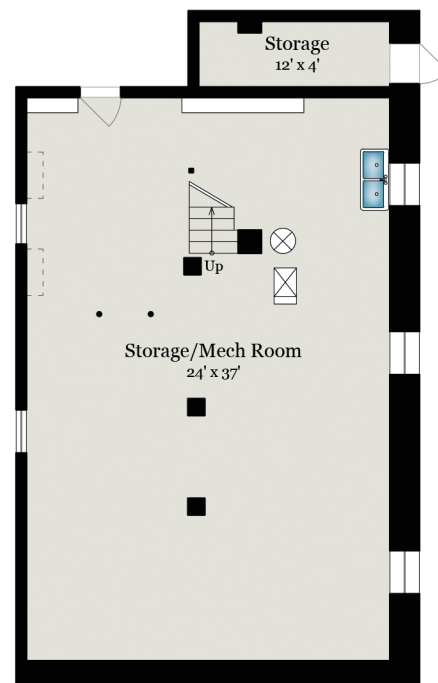 Storage
12' x 4'
Up
Storage/Mech Room
24' x 37'